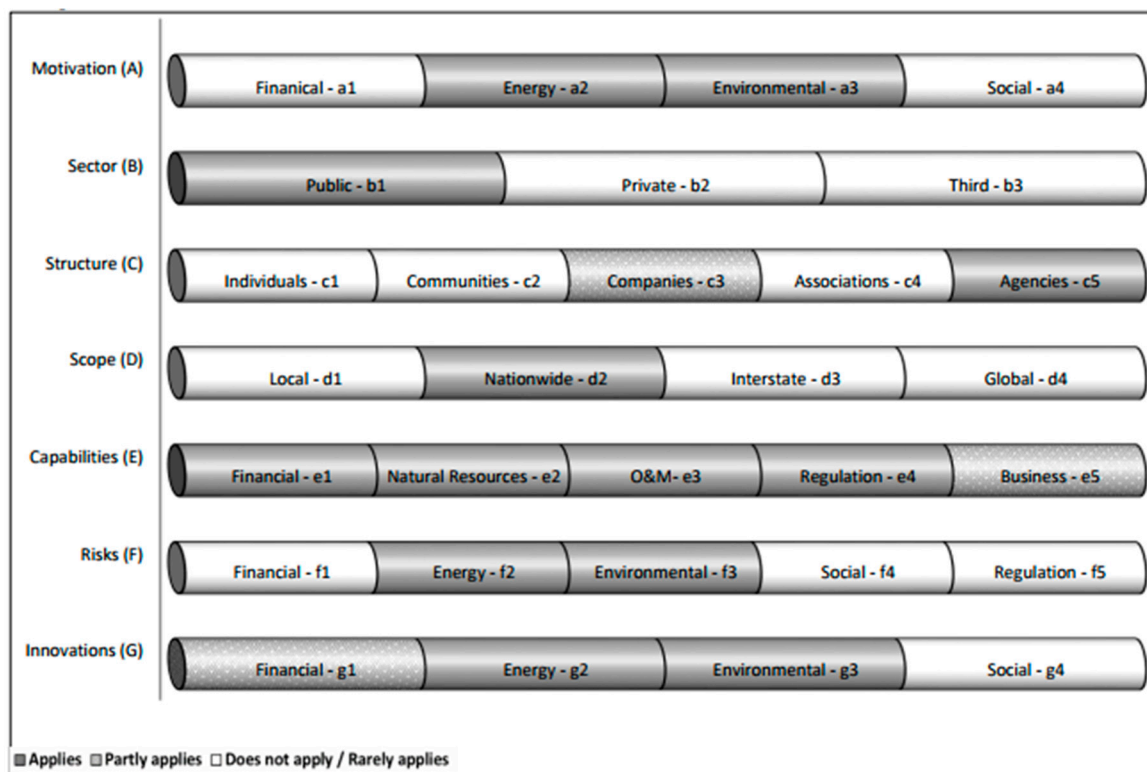 Motivation (A)
Finanical - a1 Energy - a2 Environmental - a3 Social - a4
Sector (B)
Public - b1 Private - b2 Third - b3
Structure (C)
Individuals - c1 Communities - c2 Companies - c3 Associations - c4 Agencies - c5
Scope (D)
Local - d1 Nationwide - d2 Interstate - d3 Global - d4
Capabilities (E)
Financial - e1 Natural Resources - e2 O&M- e3 Regulation - e4 Business - e5
Risks (F)
Financial - f1 Energy - f2 Environmental - f3 Social - f4 Regulation - f5
Innovations (G)
Financial - g1 Energy - g2 Environmental - g3 Social - g4
Applies Partly applies Does not apply / Rarely applies